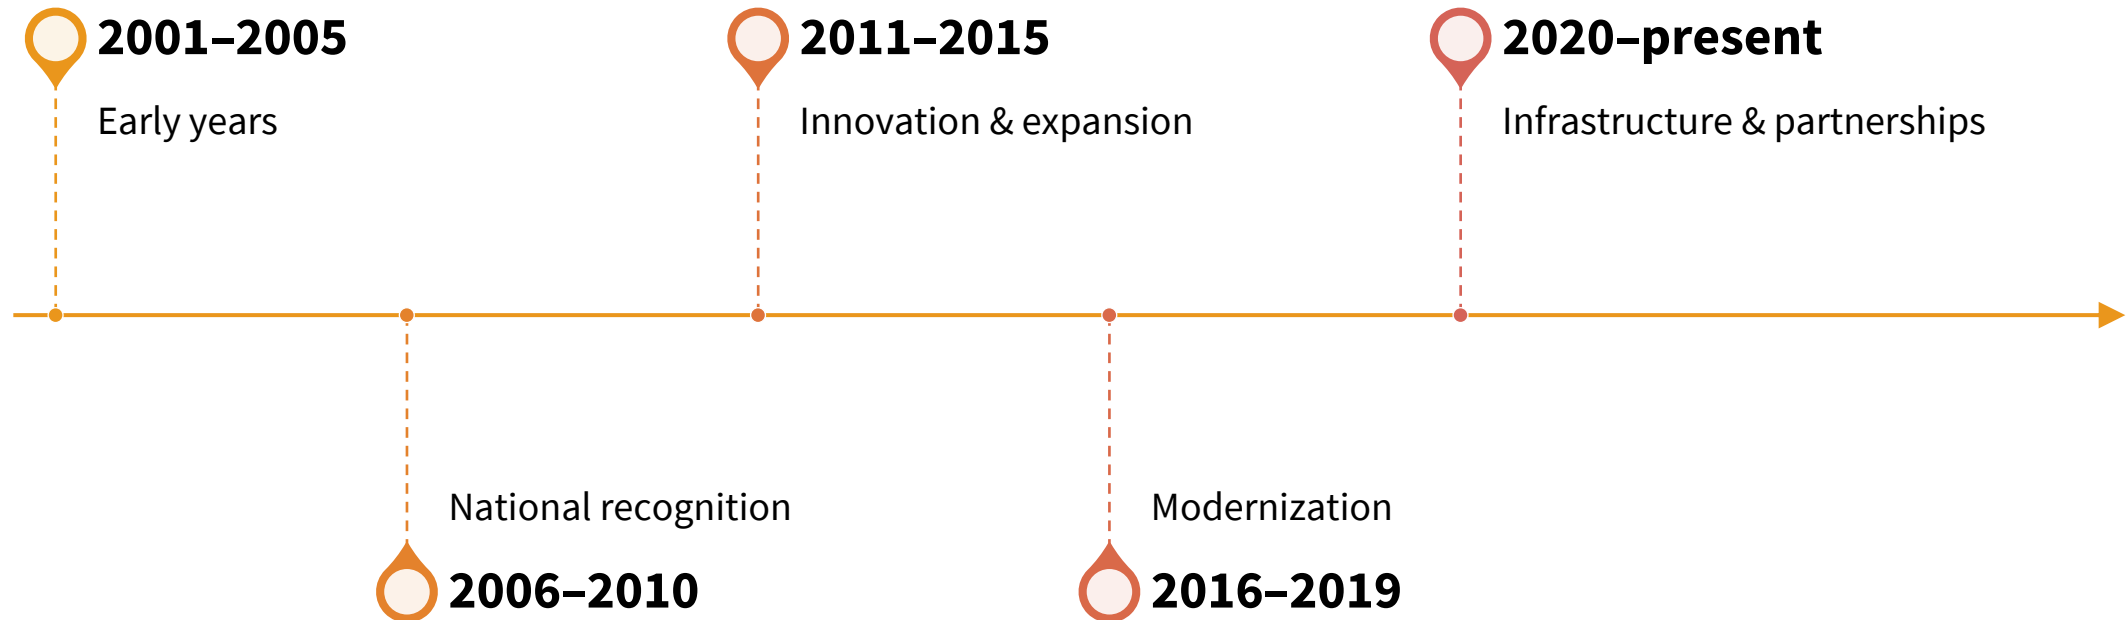 2001–2005
Early years
National recognition
2006–2010
2011–2015
Innovation & expansion
Modernization
2016–2019
2020–present
Infrastructure & partnerships